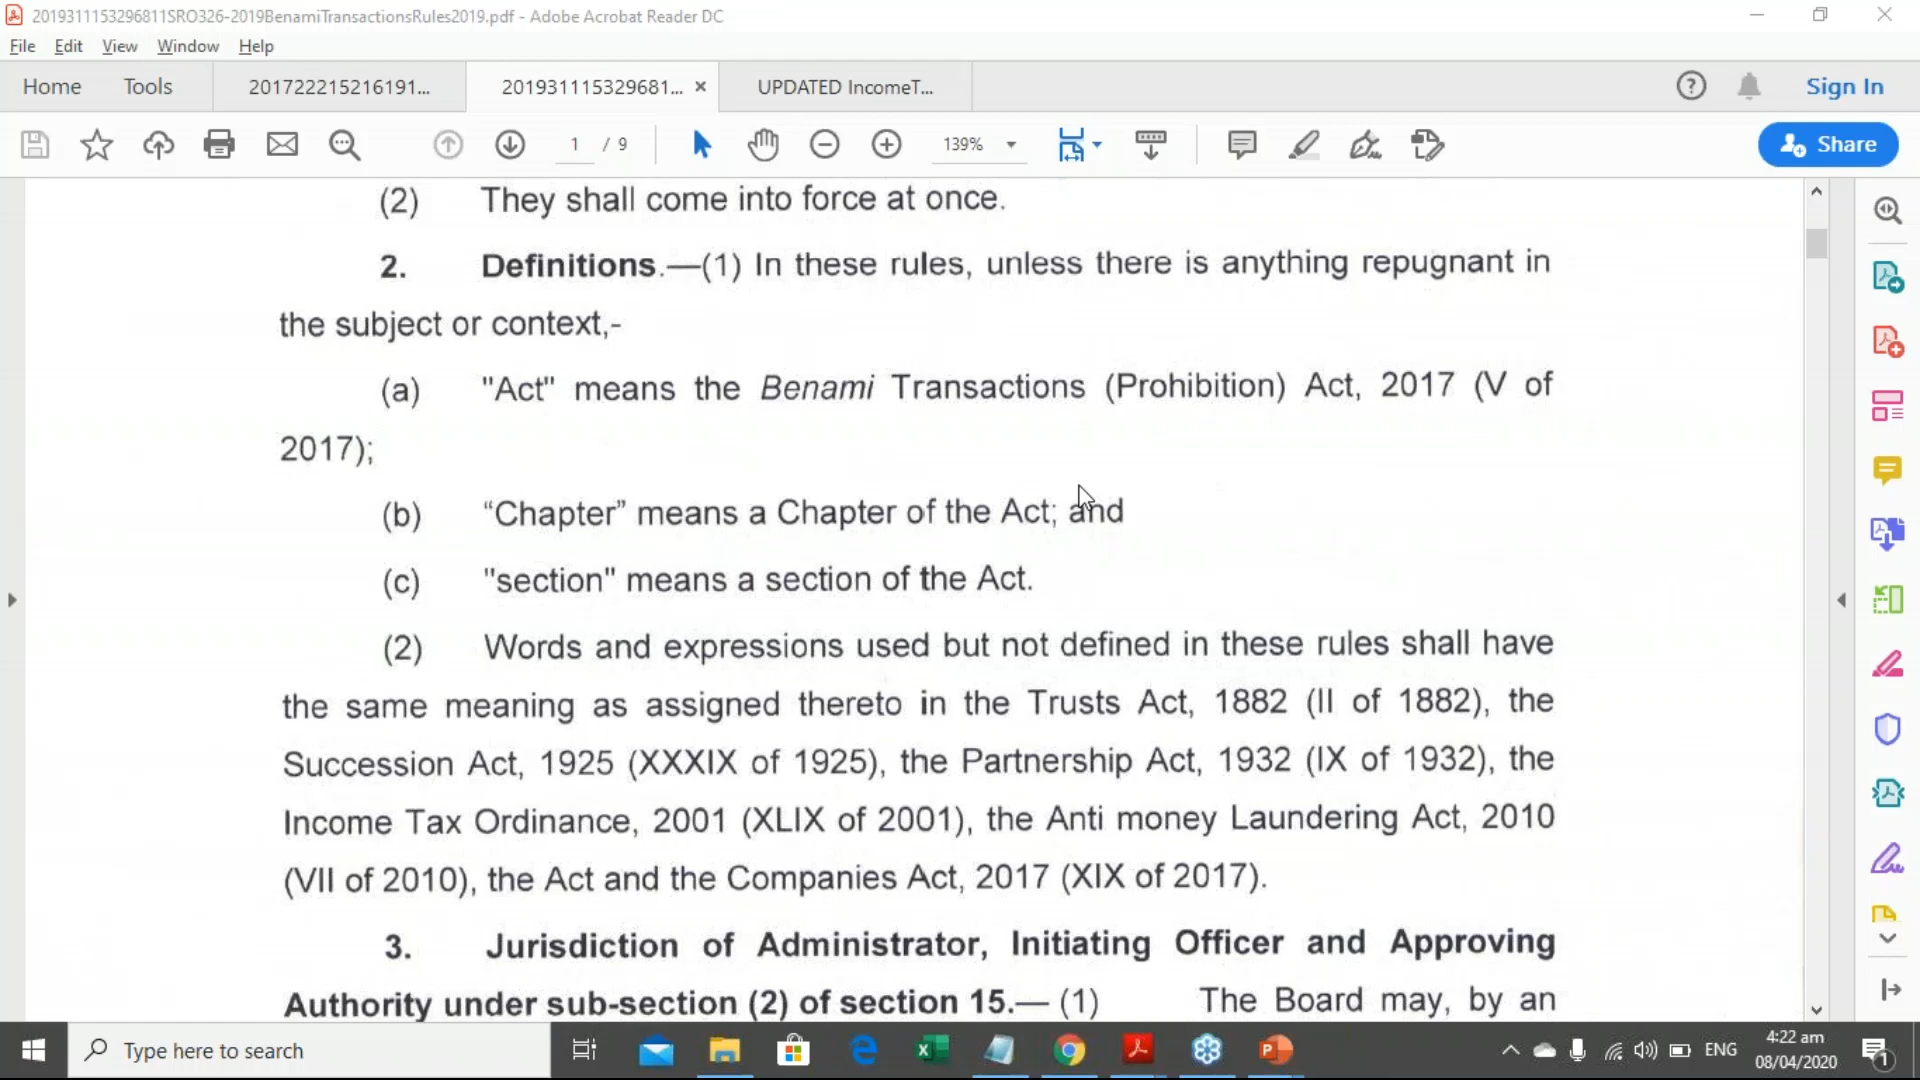 2019311153296811SRO326-2019BenamiTransactionsRules2019.pdf - Adobe Acrobat Reader DC
File Edit View Window Help
Home Tools 201722215216191... 201931115329681... × UPDATED IncomeT... Sign In
1 / 9 139% Share
(2) They shall come into force at once.
2. Definitions.—(1) In these rules, unless there is anything repugnant in
the subject or context,-
(a) "Act" means the Benami Transactions (Prohibition) Act, 2017 (V of
2017);
(b) “Chapter” means a Chapter of the Act; and
(c) "section" means a section of the Act.
(2) Words and expressions used but not defined in these rules shall have
the same meaning as assigned thereto in the Trusts Act, 1882 (II of 1882), the
Succession Act, 1925 (XXXIX of 1925), the Partnership Act, 1932 (IX of 1932), the
Income Tax Ordinance, 2001 (XLIX of 2001), the Anti money Laundering Act, 2010
(VII of 2010), the Act and the Companies Act, 2017 (XIX of 2017).
3. Jurisdiction of Administrator, Initiating Officer and Approving
Authority under sub-section (2) of section 15.— (1) The Board may, by an
Type here to search
ENG
4:22 am
08/04/2020
1